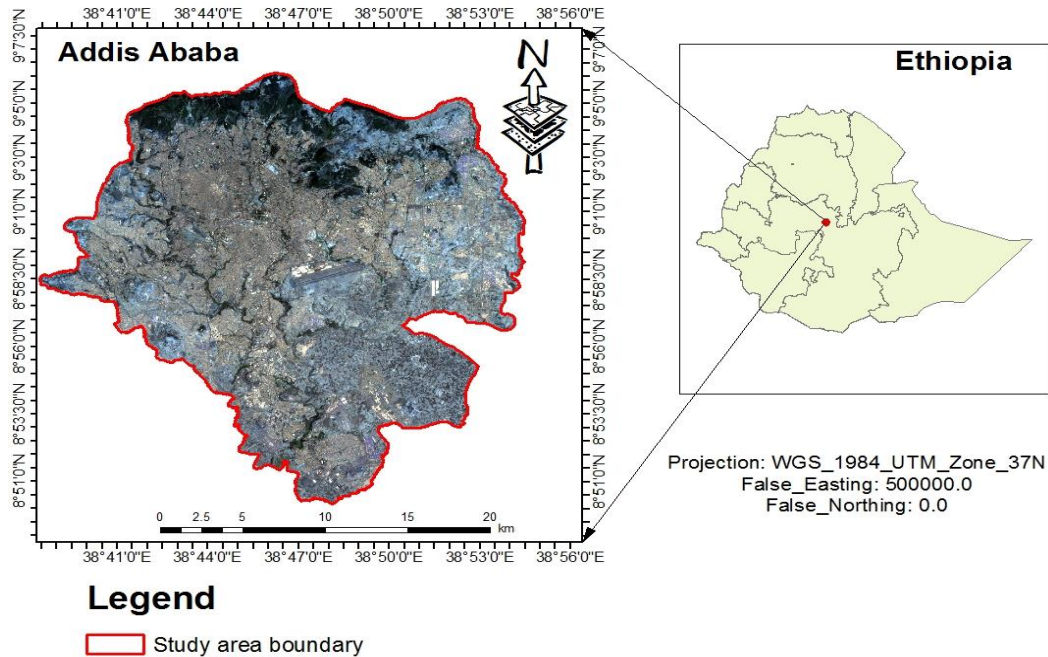 38°41'0"E 38°44'0"E 38°47'0"E 38°50'0"E 38°53'0"E 38°56'0"E
Addis Ababa
N
Ethiopia
9°7'30"N
9°5'0"N
9°3'30"N
9°1'0"N
8°58'30"N
8°56'0"N
8°53'30"N
8°51'0"N
9°7'0"N
9°5'0"N
9°3'30"N
9°1'0"N
8°58'30"N
8°56'0"N
8°53'30"N
8°51'0"N
0 2.5 5 10 15 20
km
38°41'0"E 38°44'0"E 38°47'0"E 38°50'0"E 38°53'0"E 38°56'0"E
Projection: WGS_1984_UTM_Zone_37N
False_Easting: 500000.0
False_Northing: 0.0
Legend
Study area boundary